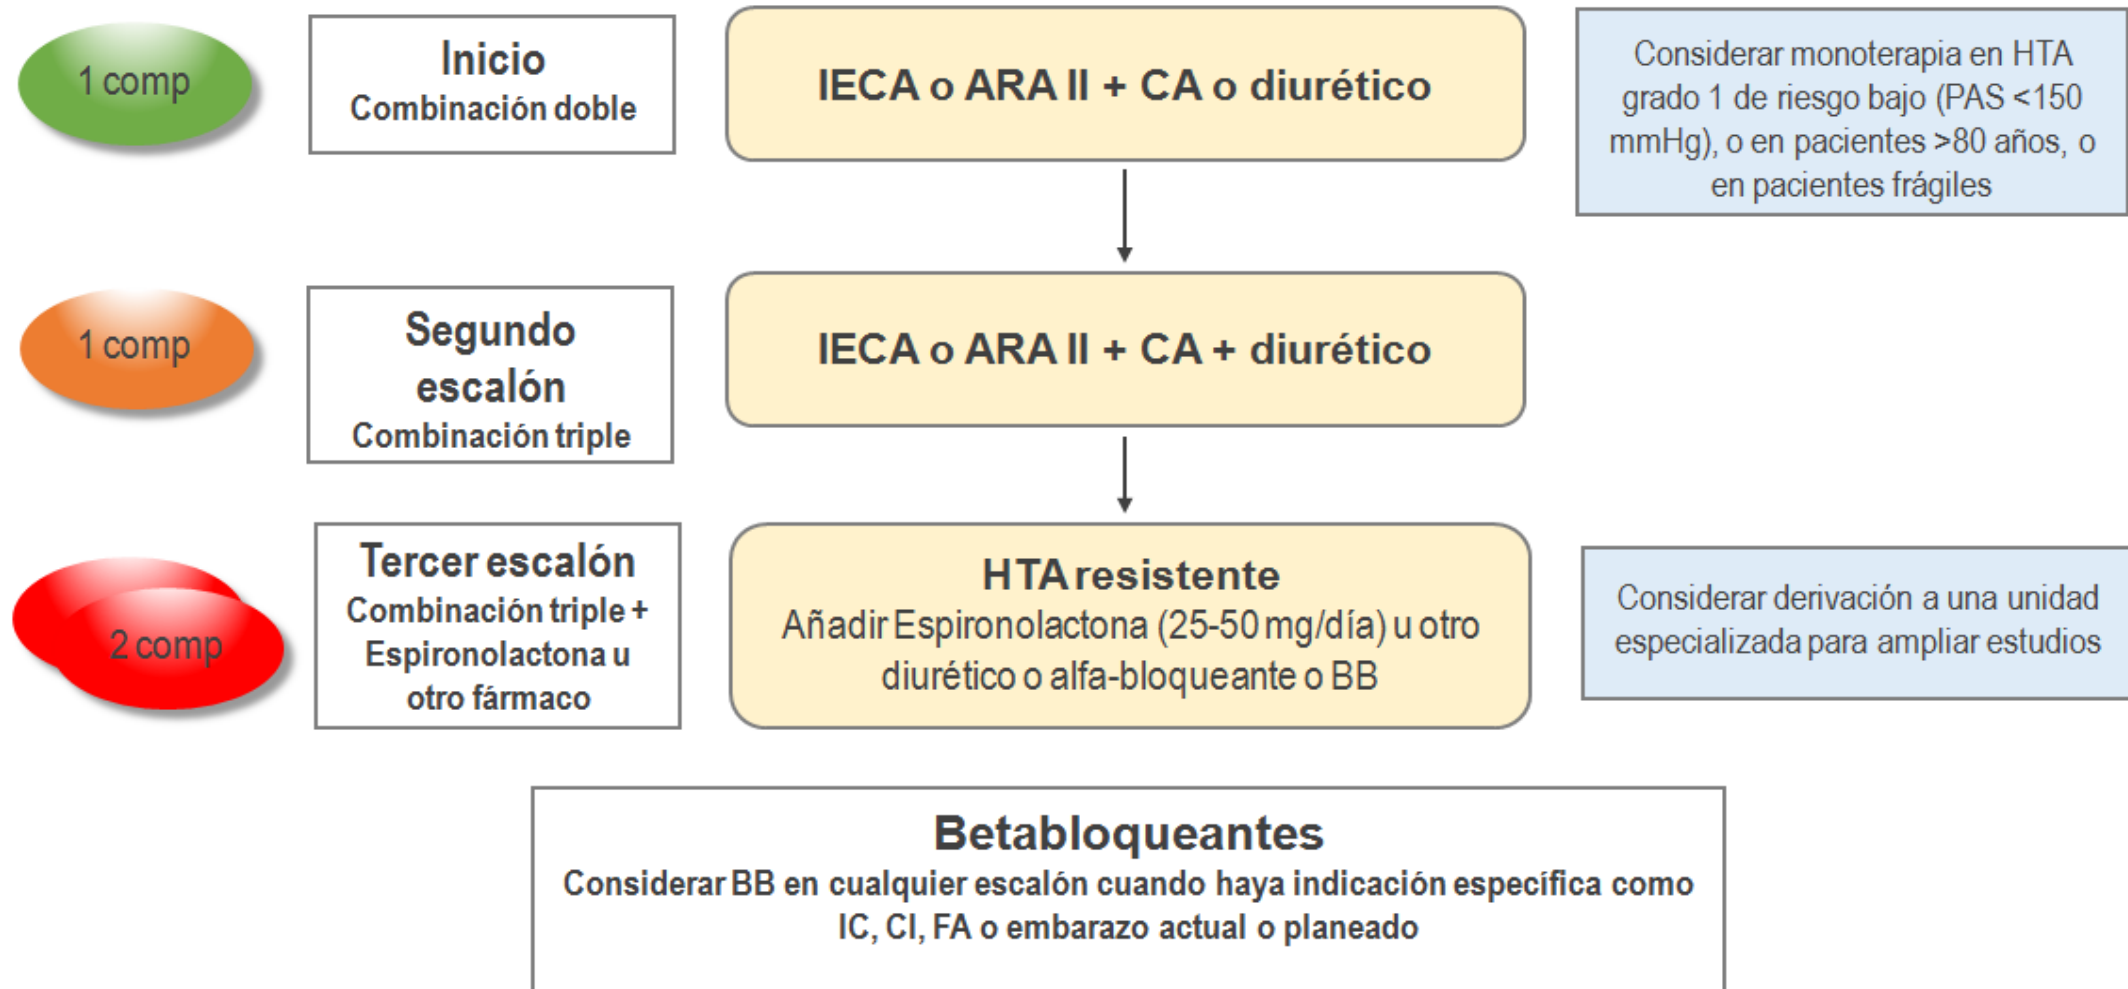 1 comp
Inicio
Combinación doble
IECA o ARA II + CA o diurético
Considerar monoterapia en HTA
grado 1 de riesgo bajo (PAS <150
mmHg), o en pacientes >80 años, o
en pacientes frágiles
1 comp
Segundo
escalón
Combinación triple
IECA o ARA II + CA + diurético
2 comp
Tercer escalón
Combinación triple +
Espironolactona u
otro fármaco
HTA resistente
Añadir Espironolactona (25-50 mg/día) u otro
diurético o alfa-bloqueante o BB
Considerar derivación a una unidad
especializada para ampliar estudios
Betabloqueantes
Considerar BB en cualquier escalón cuando haya indicación específica como
IC, CI, FA o embarazo actual o planeado